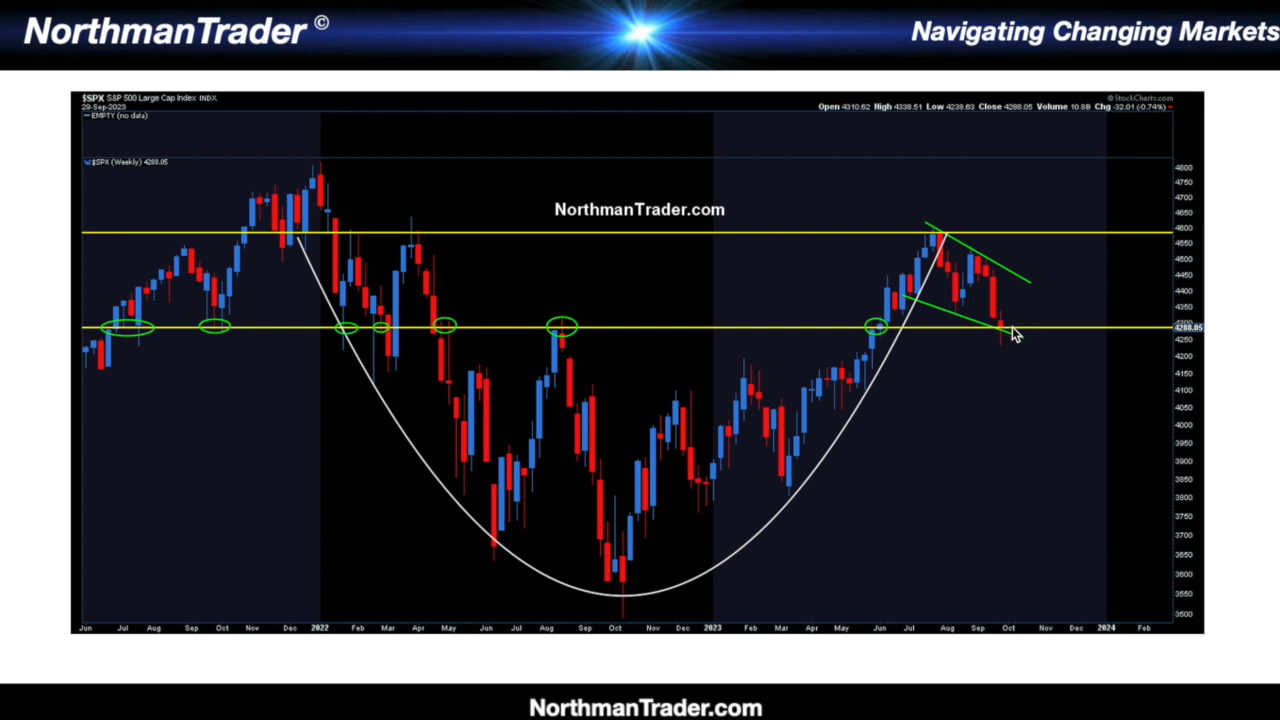 NorthmanTrader ©
Navigating Changing Markets
$SPX S&P 500 Large Cap Index INDX
© StockCharts.com
29-Sep-2023
Open 4310.62 High 4338.51 Low 4238.63 Close 4288.05 Volume 10.8B Chg -32.01 (-0.74%)
EMPTY (no data)
$SPX (Weekly) 4288.05
NorthmanTrader.com
4800
4750
4700
4650
4600
4550
4500
4450
4400
4350
4300
4288.05
4250
4200
4150
4100
4050
4000
3950
3900
3850
3800
3750
3700
3650
3600
3550
3500
Jun Jul Aug Sep Oct Nov Dec 2022 Feb Mar Apr May Jun Jul Aug Sep Oct Nov Dec 2023 Feb Mar Apr May Jun Jul Aug Sep Oct Nov Dec 2024 Feb
NorthmanTrader.com